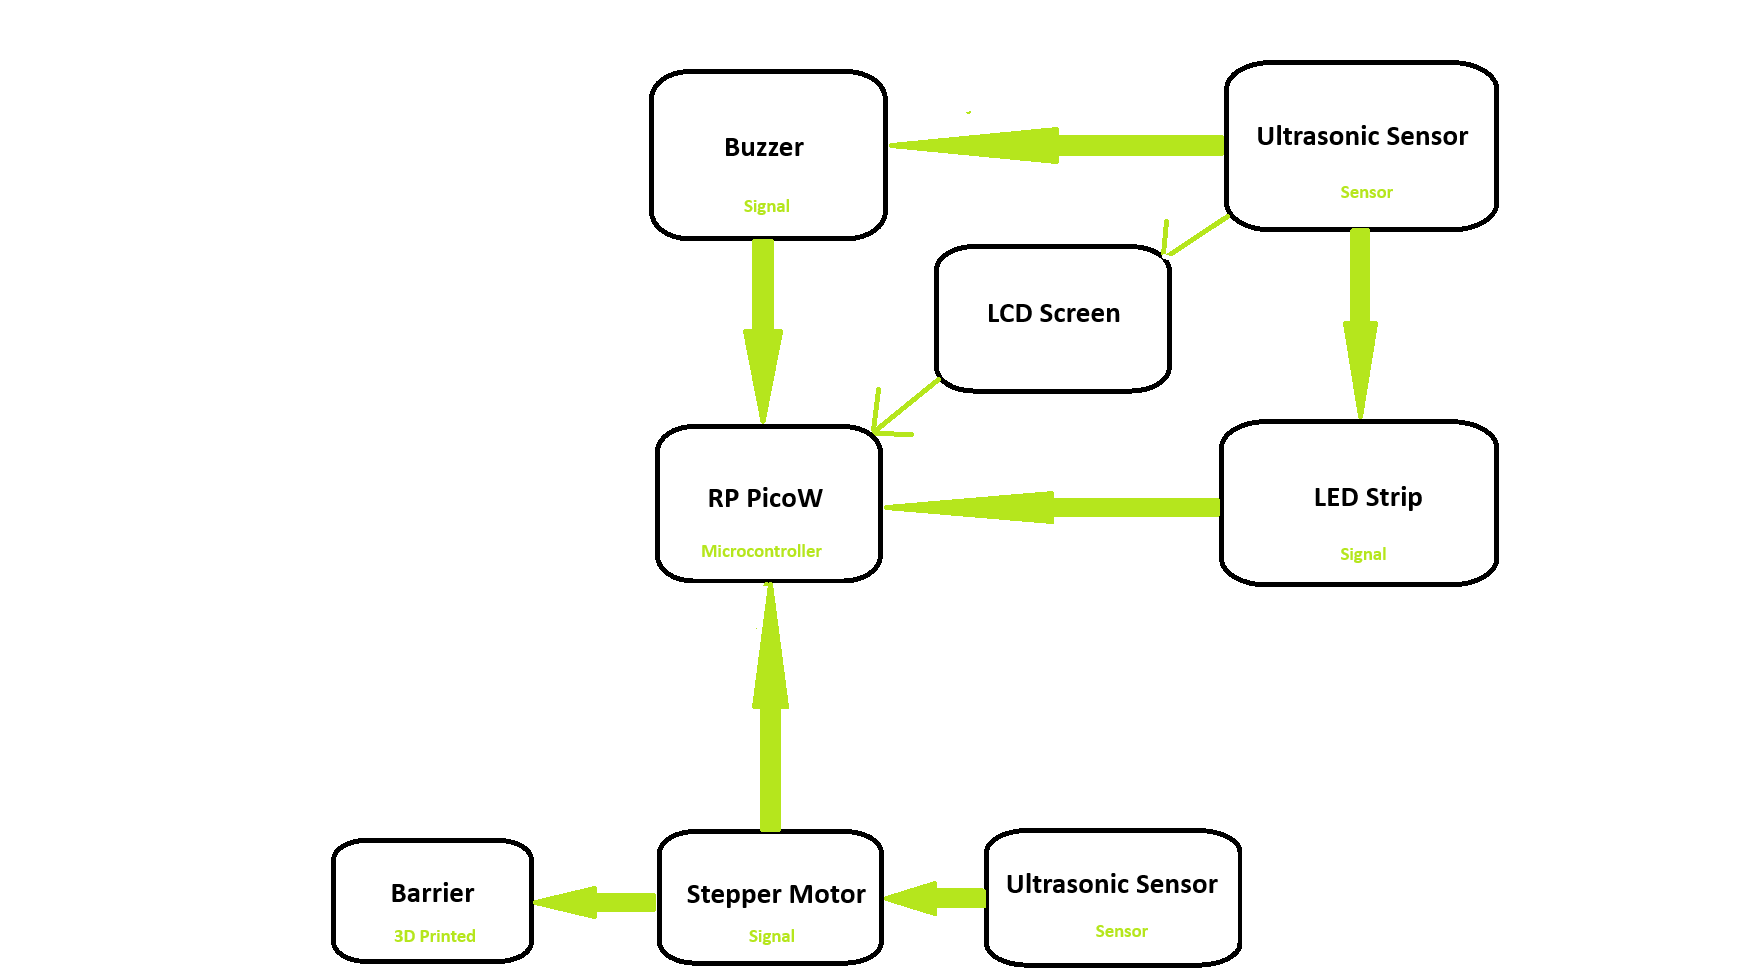 Buzzer
Signal
Ultrasonic Sensor
Sensor
LCD Screen
RP PicoW
Microcontroller
LED Strip
Signal
Barrier
3D Printed
Stepper Motor
Signal
Ultrasonic Sensor
Sensor